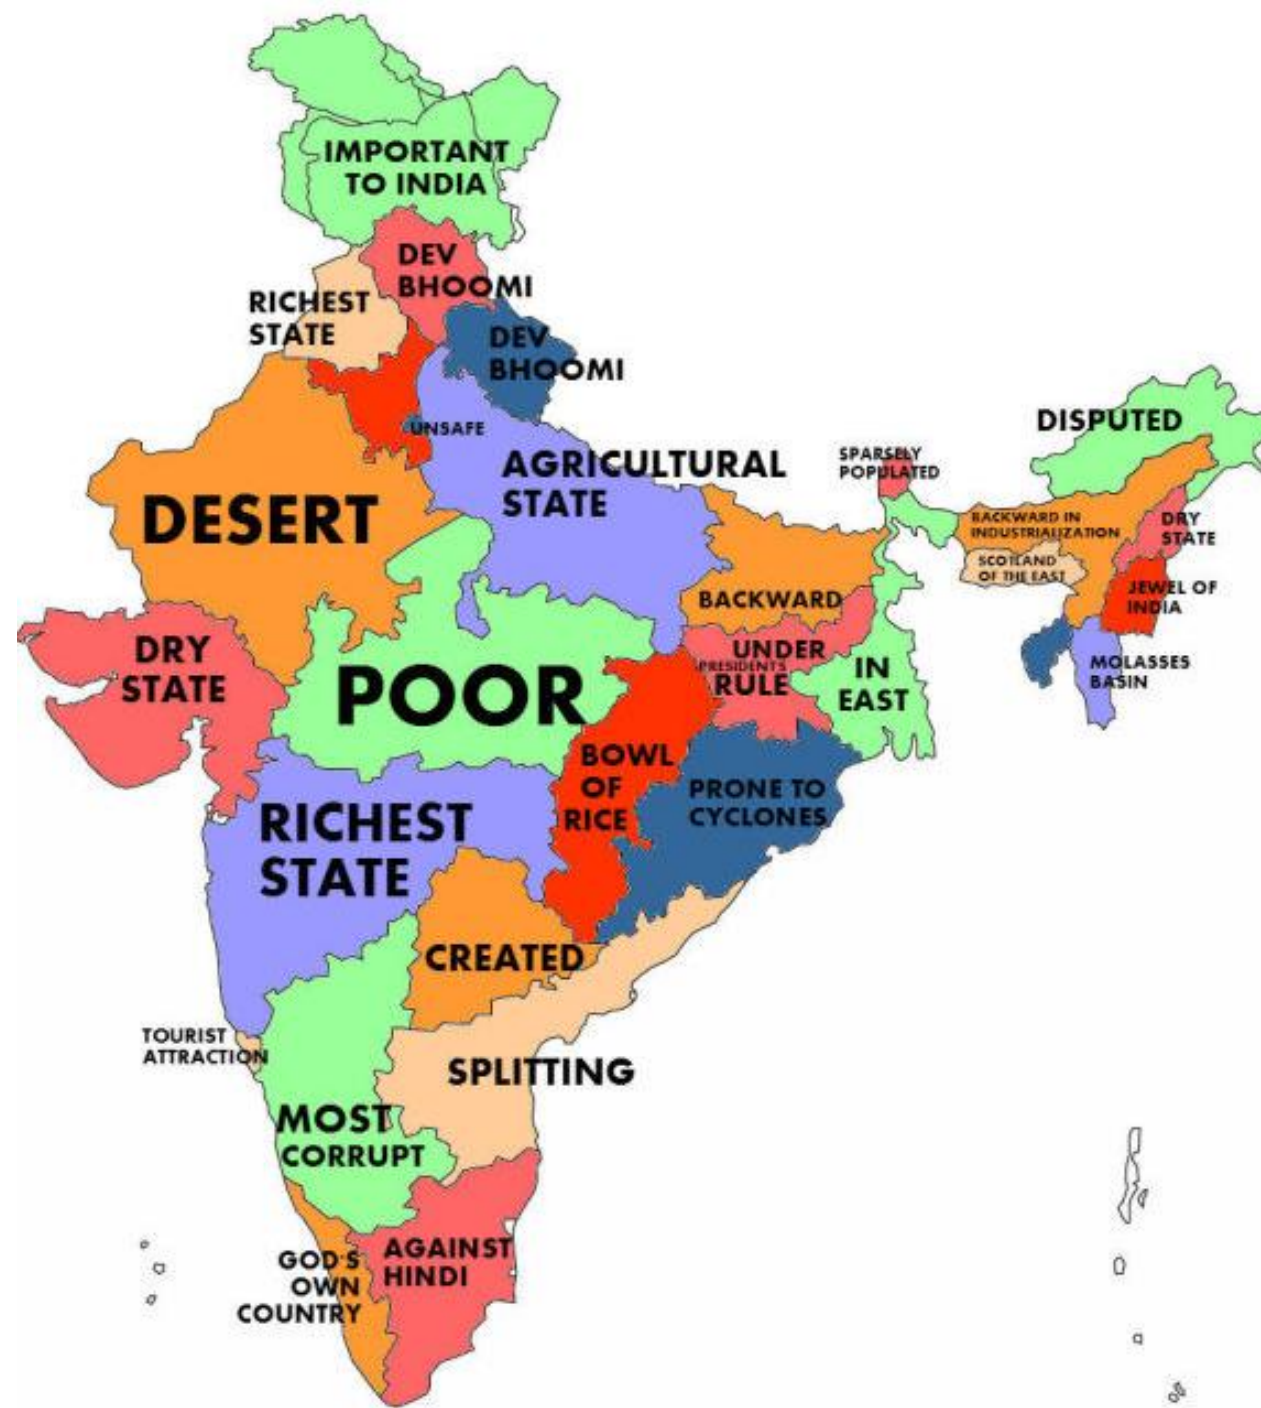 IMPORTANT
TO INDIA
DEV
BHOOMI
RICHEST
STATE
DEV
BHOOMI
UNSAFE
DISPUTED
AGRICULTURAL
STATE
SPARSELY
POPULATED
DESERT
BACKWARD IN
INDUSTRIALIZATION
DRY
STATE
SCOTLAND
OF THE EAST
JEWEL OF
INDIA
BACKWARD
DRY
STATE
UNDER
PRESIDENTS
RULE
IN
EAST
MOLASSES
BASIN
POOR
BOWL
OF
RICE
PRONE TO
CYCLONES
RICHEST
STATE
CREATED
TOURIST
ATTRACTION
SPLITTING
MOST
CORRUPT
GOD'S
OWN
COUNTRY
AGAINST
HINDI